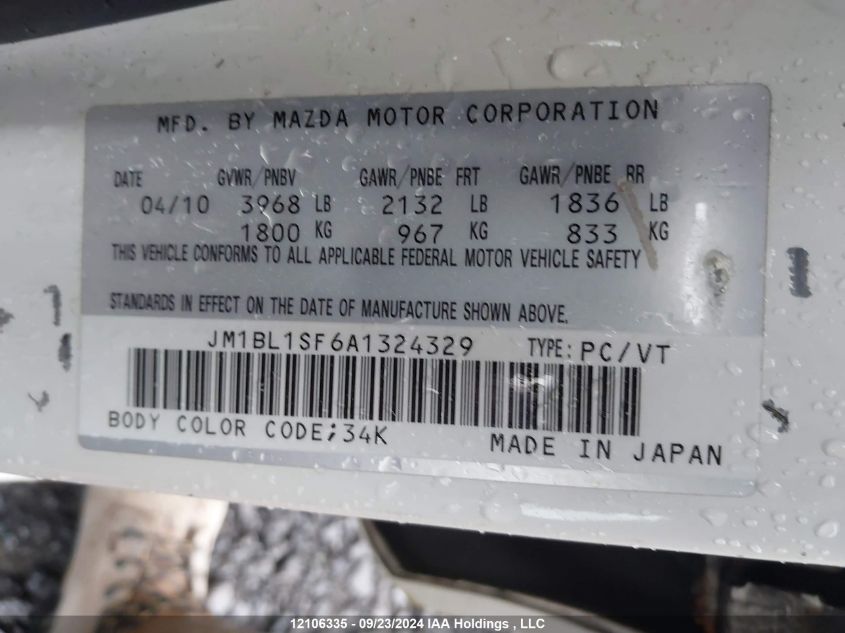 MFD. BY MAZDA MOTOR CORPORATION
DATE GVWR/PNBV GAWR/PNBE FRT GAWR/PNBE RR
04/10 3968 LB 2132 LB 1836 LB
1800 KG 967 KG 833 KG
THIS VEHICLE CONFORMS TO ALL APPLICABLE FEDERAL MOTOR VEHICLE SAFETY
STANDARDS IN EFFECT ON THE DATE OF MANUFACTURE SHOWN ABOVE.
JM1BL1SF6A1324329 TYPE: PC/VT
BODY COLOR CODE;34K
MADE IN JAPAN
12106335 - 09/23/2024 IAA Holdings , LLC